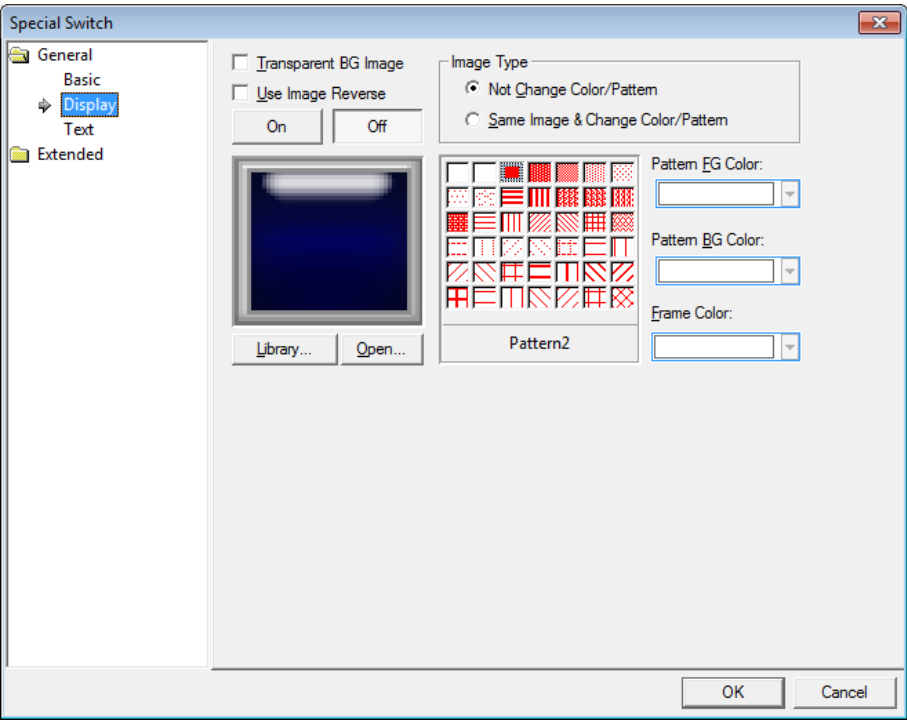 Special Switch
General
Basic
Display
Text
Extended
Transparent BG Image
Use Image Reverse
On
Off
Image Type
Not Change Color/Pattern
Same Image & Change Color/Pattern
Library...
Open...
Pattern2
Pattern FG Color:
Pattern BG Color:
Frame Color:
OK
Cancel